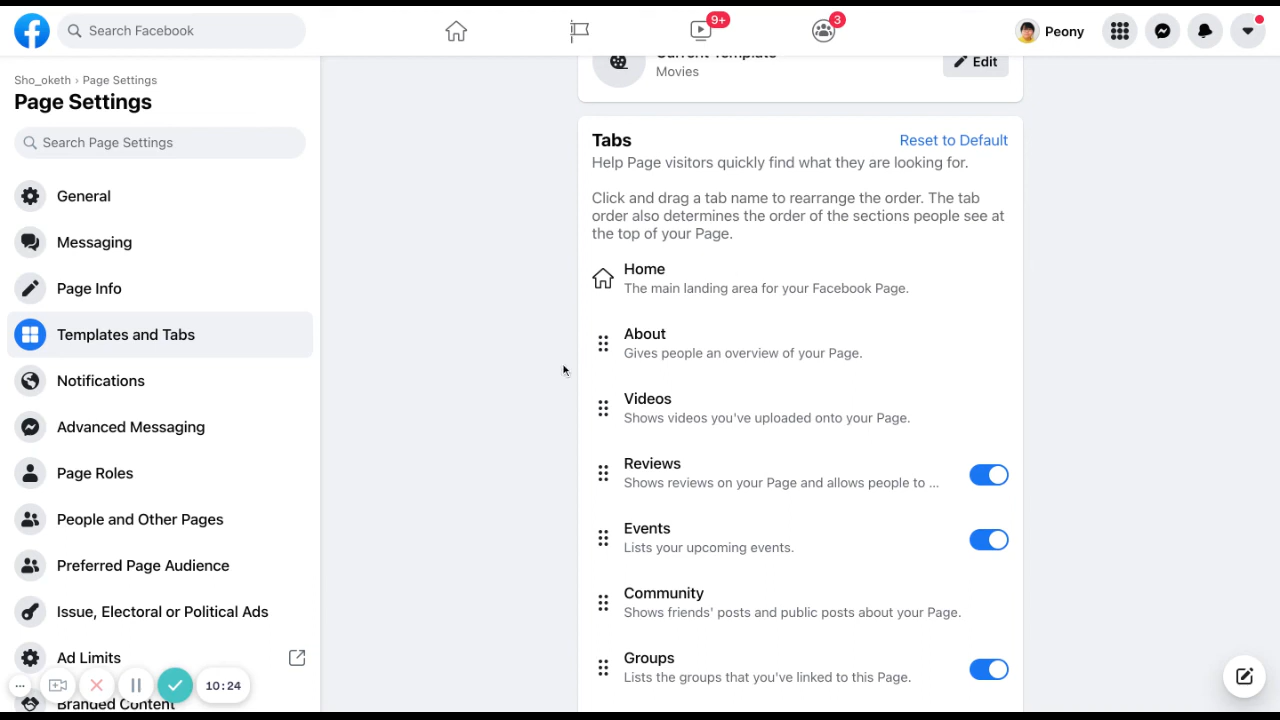 Search Facebook
9+
3
Peony
Sho_oketh › Page Settings
Page Settings
Search Page Settings
General
Messaging
Page Info
Templates and Tabs
Notifications
Advanced Messaging
Page Roles
People and Other Pages
Preferred Page Audience
Issue, Electoral or Political Ads
Ad Limits
Branded Content
10:24
Current Template
Movies
Edit
Tabs
Reset to Default
Help Page visitors quickly find what they are looking for.
Click and drag a tab name to rearrange the order. The tab
order also determines the order of the sections people see at
the top of your Page.
Home
The main landing area for your Facebook Page.
About
Gives people an overview of your Page.
Videos
Shows videos you've uploaded onto your Page.
Reviews
Shows reviews on your Page and allows people to ...
Events
Lists your upcoming events.
Community
Shows friends' posts and public posts about your Page.
Groups
Lists the groups that you've linked to this Page.